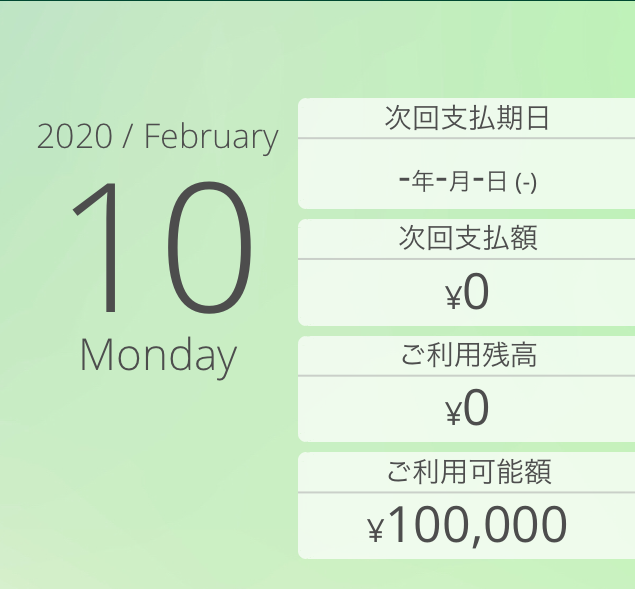 2020 / February
10
Monday
次回支払期日
-年-月-日 (-)
次回支払額
¥0
ご利用残高
¥0
ご利用可能額
¥100,000